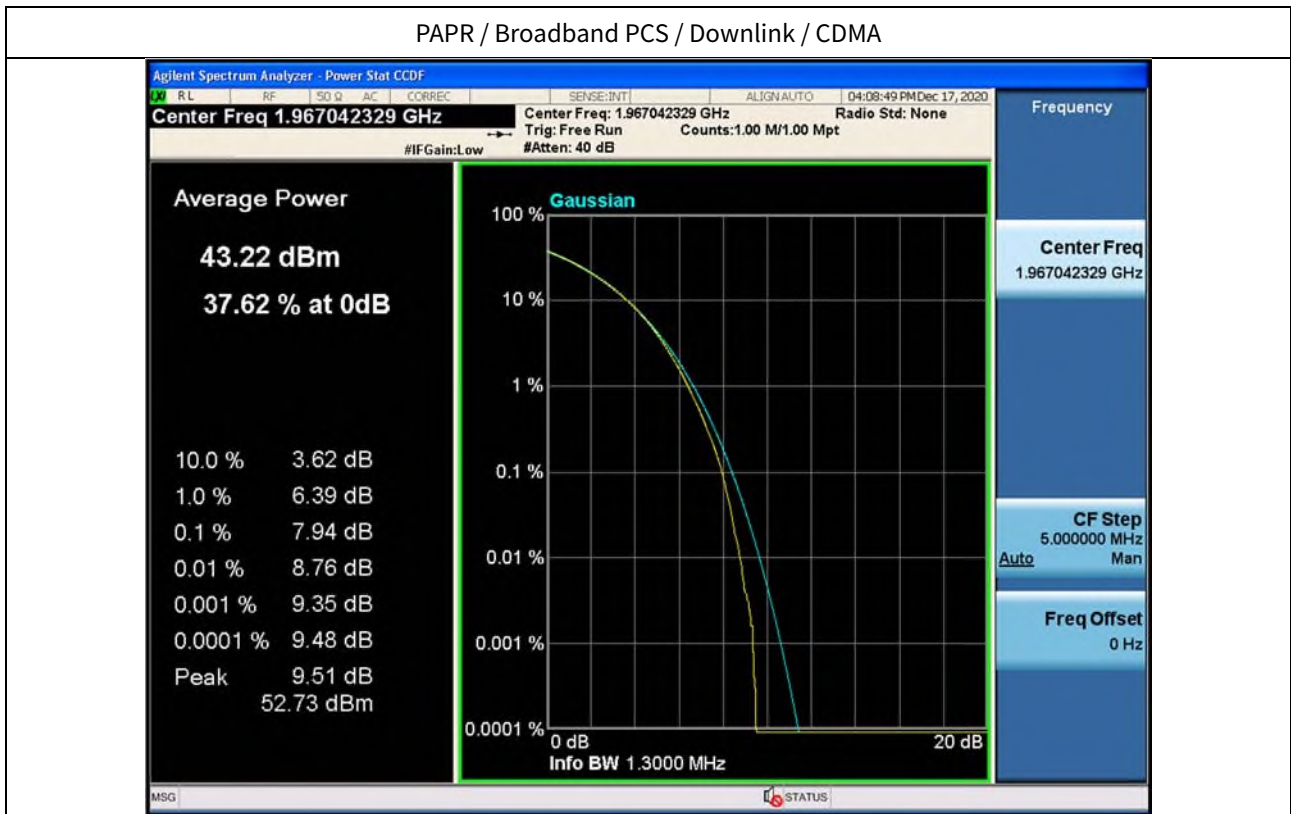 PAPR / Broadband PCS / Downlink / CDMA
Agilent Spectrum Analyzer - Power Stat CCDF
LXI RL RF 50 Ω AC CORREC SENSE:INT ALIGN AUTO 04:08:49 PM Dec 17, 2020
Center Freq 1.967042329 GHz
Center Freq: 1.967042329 GHz Radio Std: None
Trig: Free Run Counts:1.00 M/1.00 Mpt
#IFGain:Low #Atten: 40 dB
Average Power
43.22 dBm
37.62 % at 0dB
10.0 % 3.62 dB
1.0 % 6.39 dB
0.1 % 7.94 dB
0.01 % 8.76 dB
0.001 % 9.35 dB
0.0001 % 9.48 dB
Peak 9.51 dB
52.73 dBm
Gaussian
100 %
10 %
1 %
0.1 %
0.01 %
0.001 %
0.0001 %
0 dB 20 dB
Info BW 1.3000 MHz
Frequency
Center Freq
1.967042329 GHz
CF Step
5.000000 MHz
Auto Man
Freq Offset
0 Hz
MSG STATUS